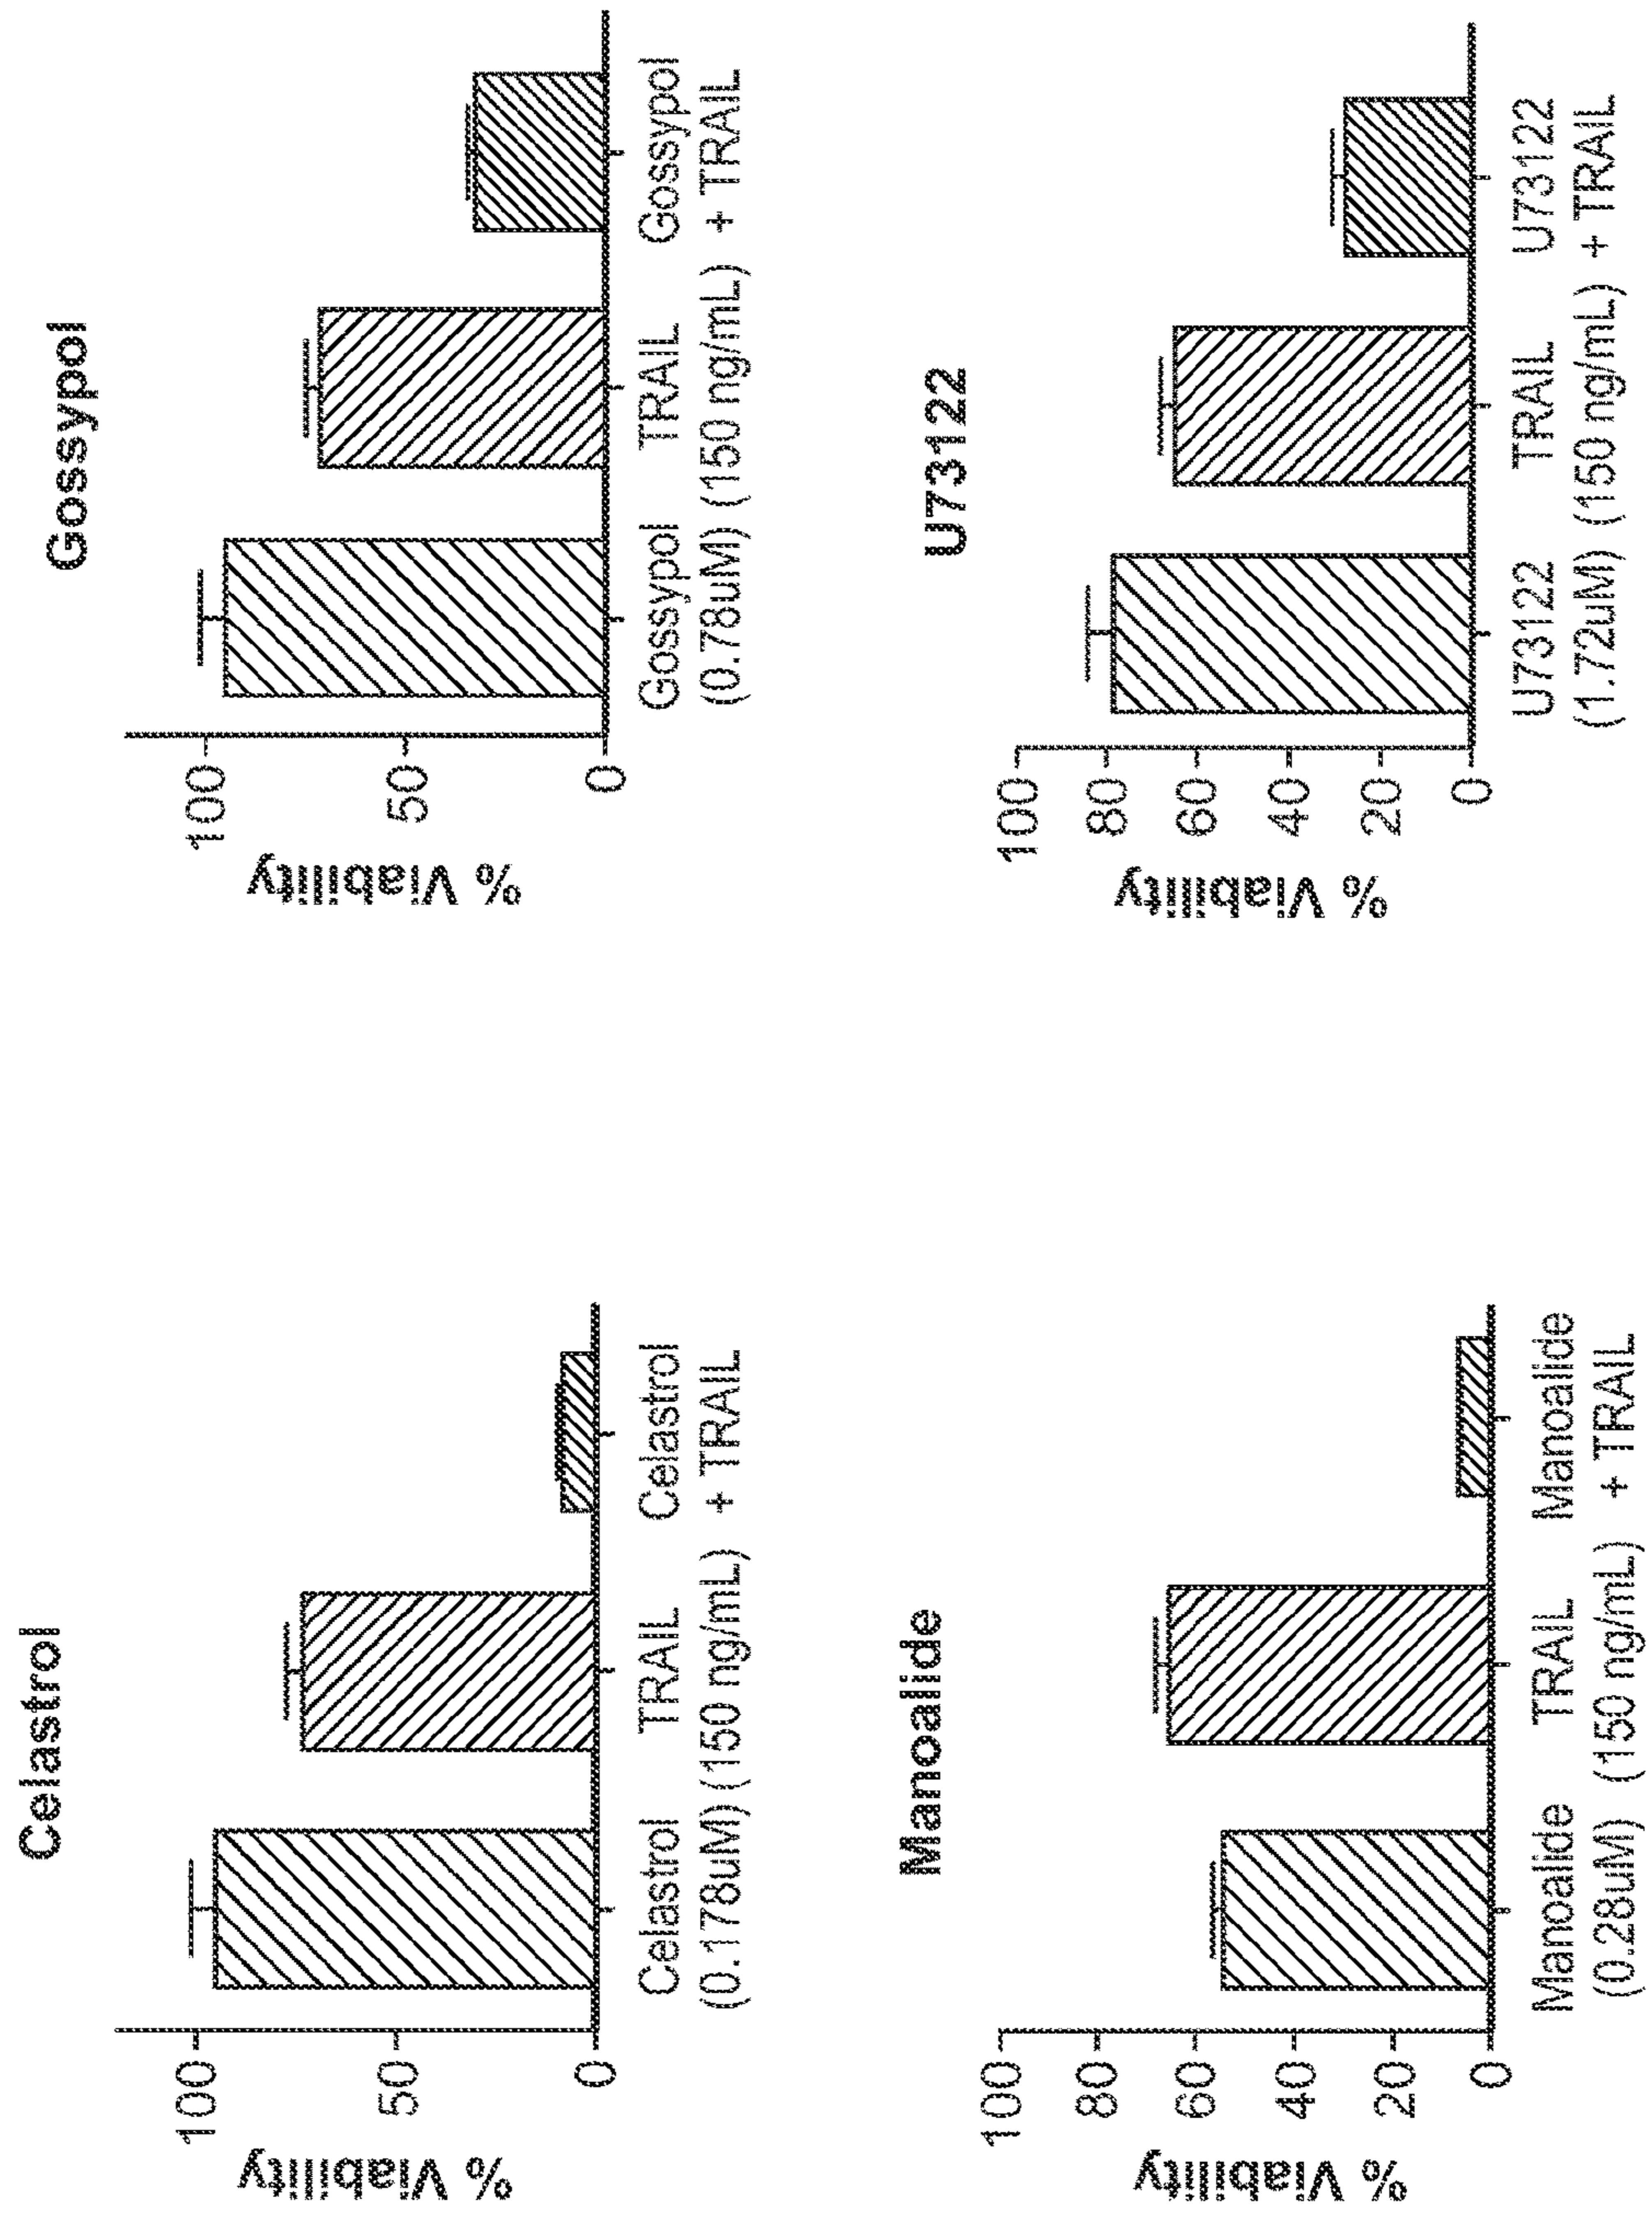 Celastrol
% Viability
100
50
0
Celastrol TRAIL Celastrol
(0.178uM) (150 ng/mL) + TRAIL
Gossypol
% Viability
100
50
0
Gossypol TRAIL Gossypol
(0.78uM) (150 ng/mL) + TRAIL
Manoalide
% Viability
100
80
60
40
20
0
Manoalide TRAIL Manoalide
(0.28uM) (150 ng/mL) + TRAIL
U73122
% Viability
100
80
60
40
20
0
U73122 TRAIL U73122
(1.72uM) (150 ng/mL) + TRAIL